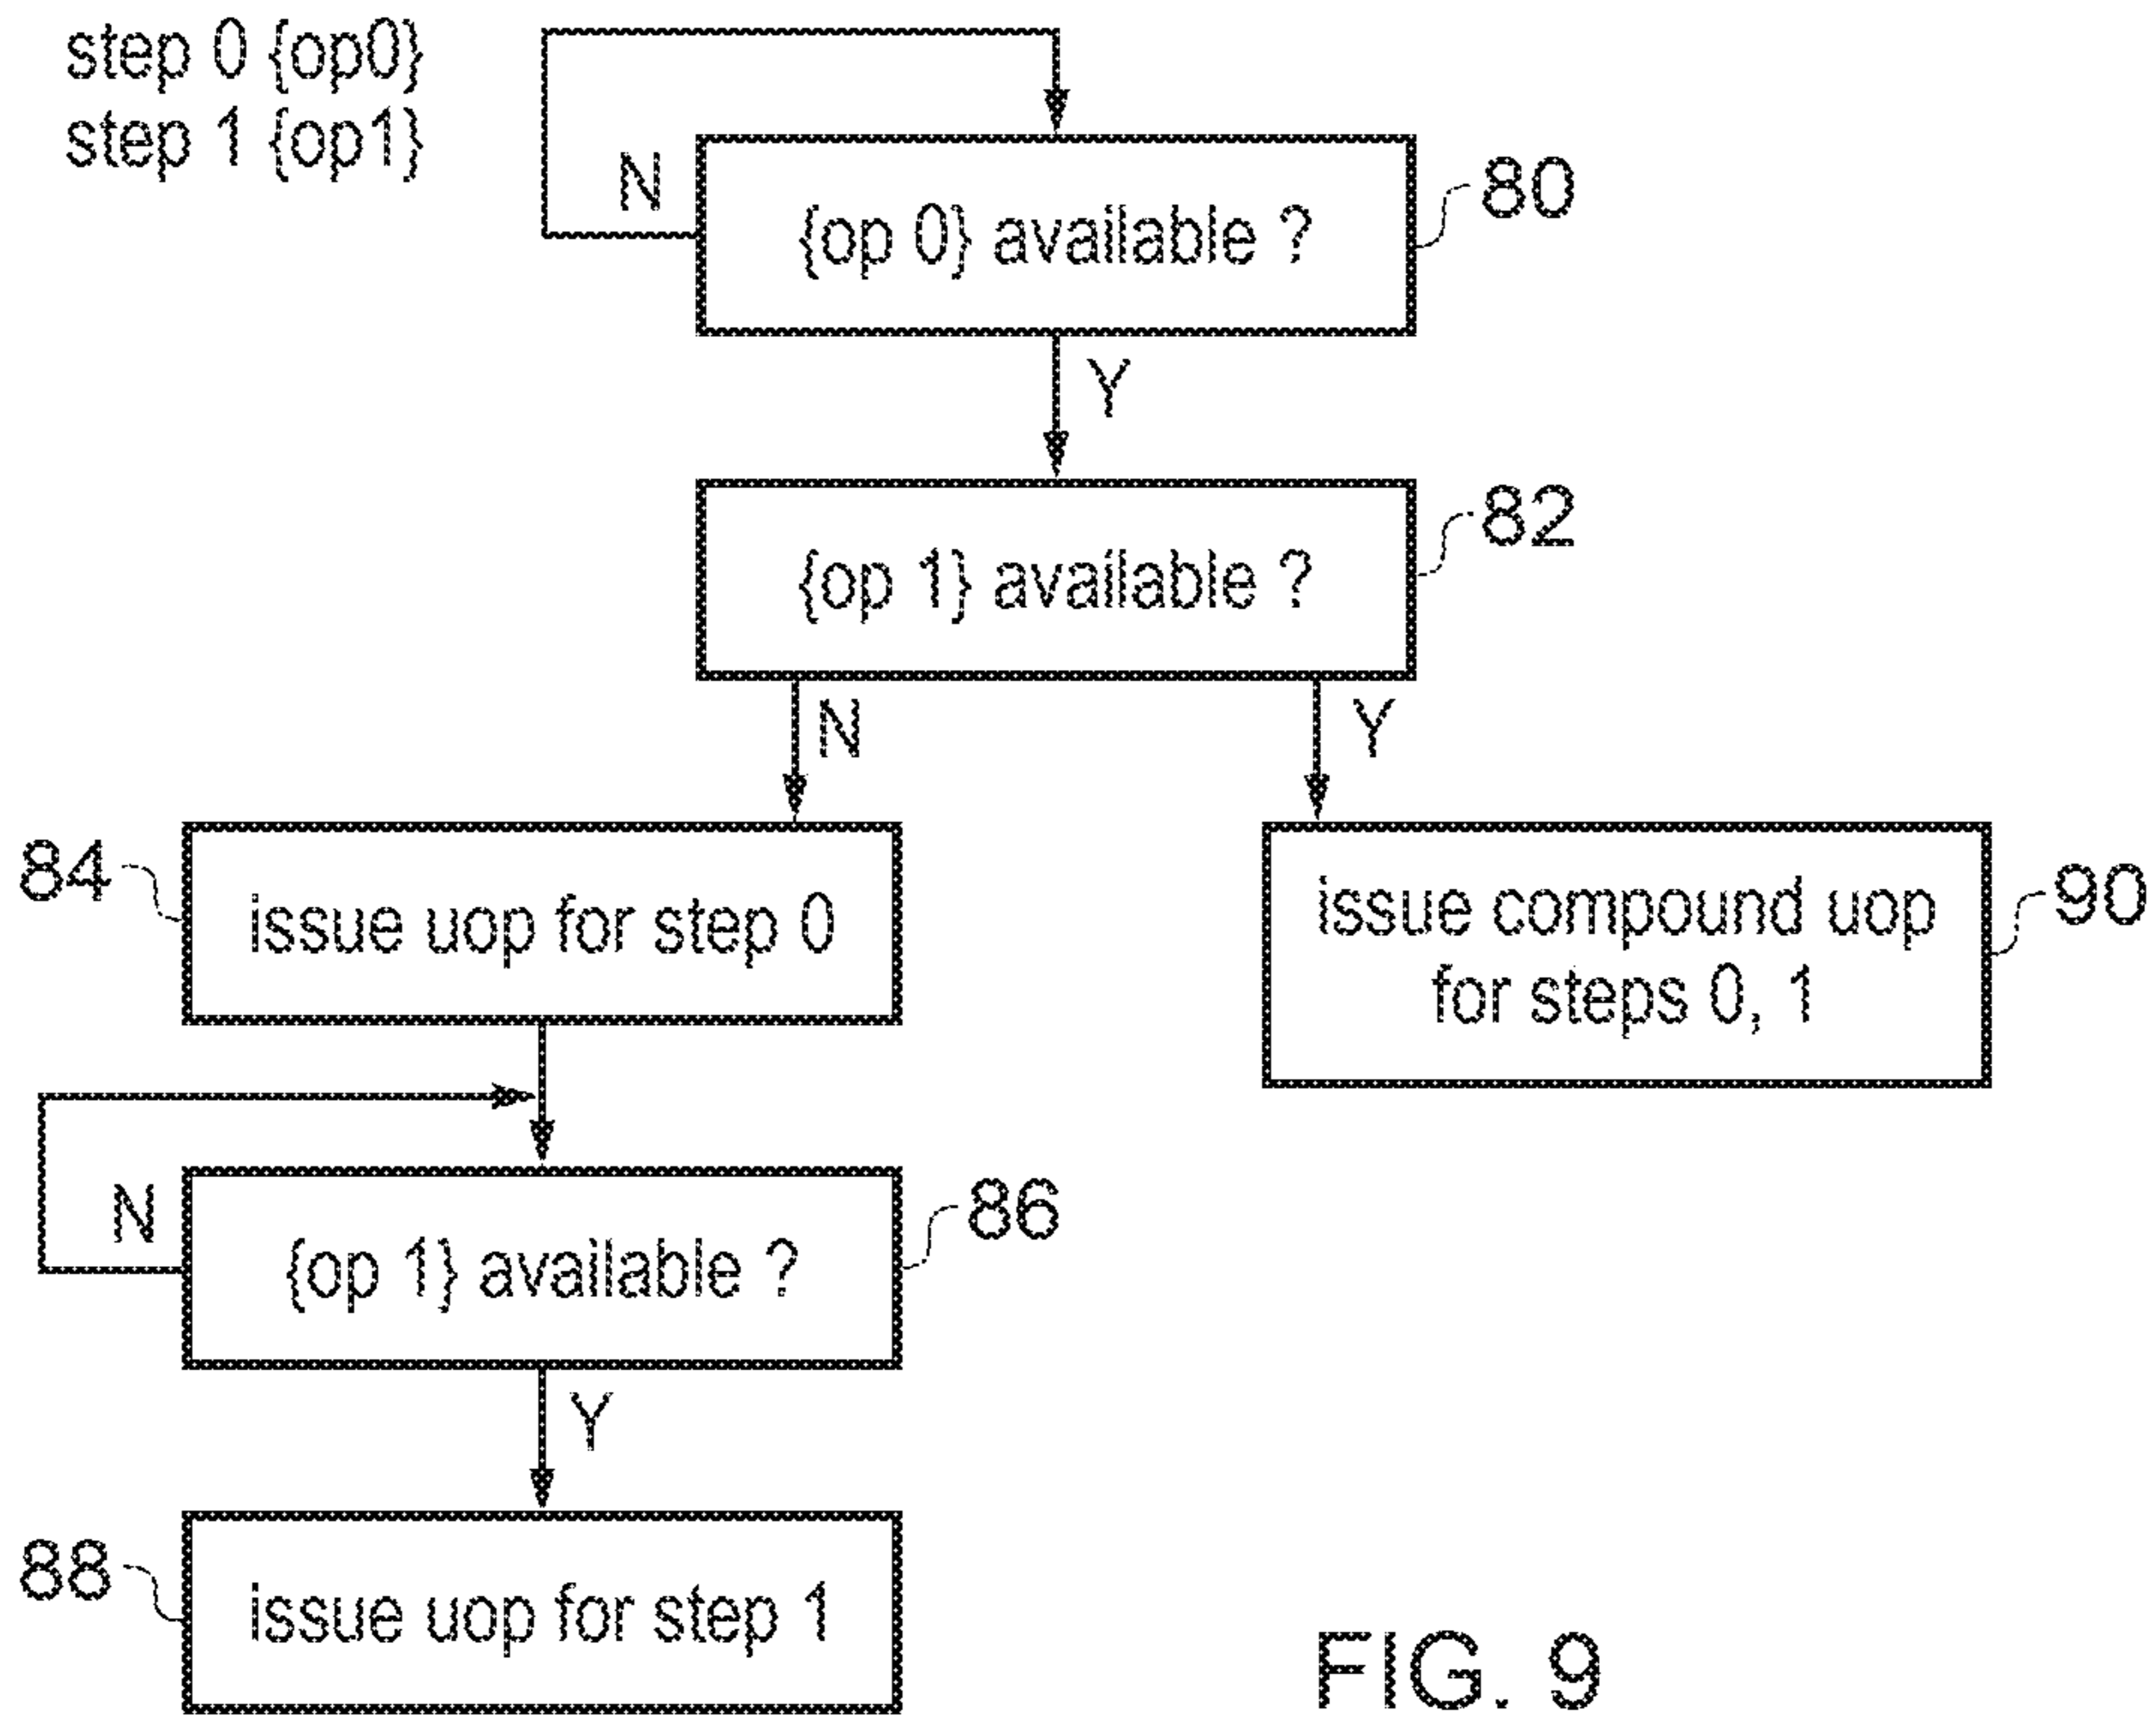 step 0 {op0}
step 1 {op1}
N
{op 0} available ?
80
Y
{op 1} available ?
82
N
Y
84
issue uop for step 0
issue compound uop
for steps 0, 1
90
N
{op 1} available ?
86
Y
88
issue uop for step 1
FIG. 9